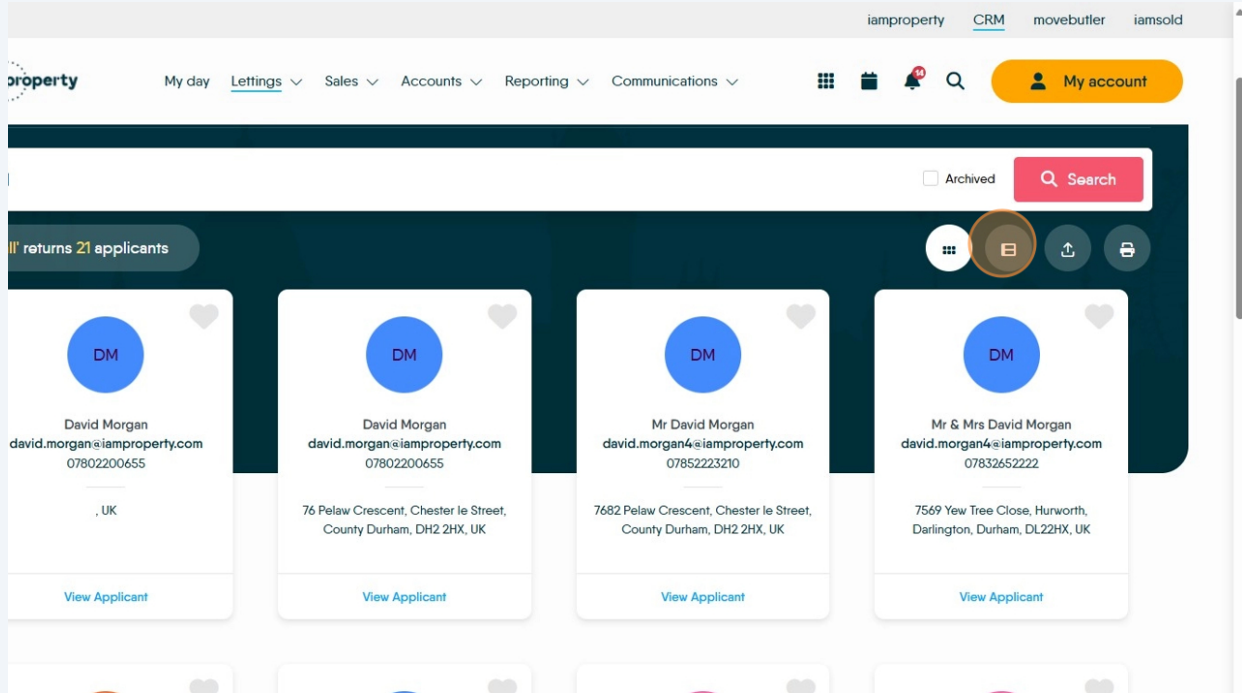 iamproperty CRM movebutler iamsold
property My day Lettings Sales Accounts Reporting Communications 14 My account
Archived Search
ll' returns 21 applicants
DM DM DM DM
David Morgan David Morgan Mr David Morgan Mr & Mrs David Morgan
david.morgan@iamproperty.com david.morgan@iamproperty.com david.morgan4@iamproperty.com david.morgan4@iamproperty.com
07802200655 07802200655 07852223210 07832652222
, UK 76 Pelaw Crescent, Chester le Street, 7682 Pelaw Crescent, Chester le Street, 7569 Yew Tree Close, Hurworth,
County Durham, DH2 2HX, UK County Durham, DH2 2HX, UK Darlington, Durham, DL22HX, UK
View Applicant View Applicant View Applicant View Applicant